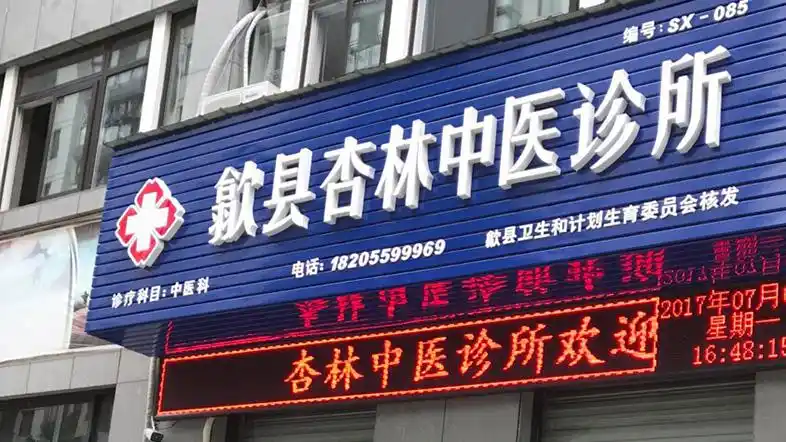 编号:SX-085
歙县杏林中医诊所
诊疗科目:中医科
电话:18205599969
歙县卫生和计划生育委员会核发
杏林中医诊所欢迎
2017年07月
星期一
16:48:15